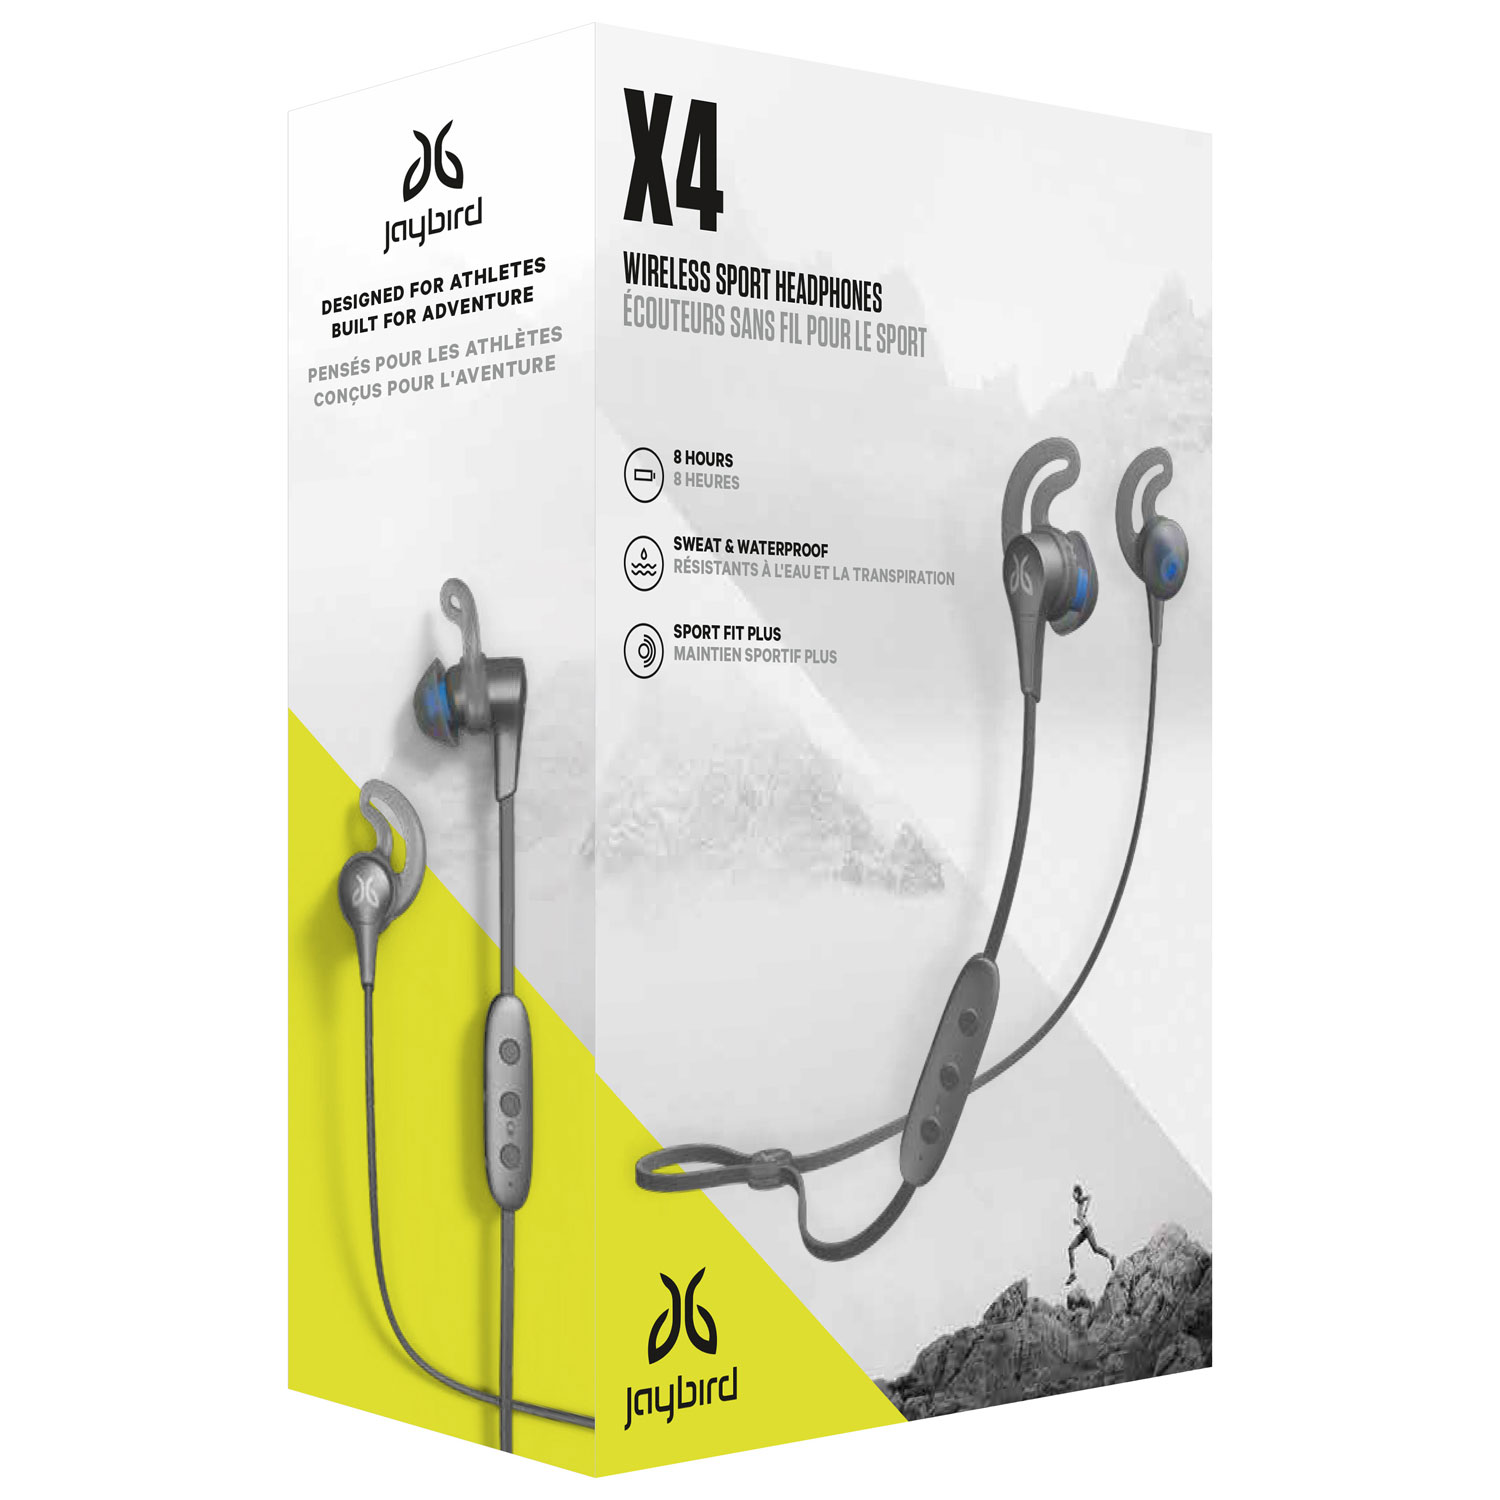 jaybird
DESIGNED FOR ATHLETES
BUILT FOR ADVENTURE
PENSÉS POUR LES ATHLÈTES
CONÇUS POUR L'AVENTURE
X4
WIRELESS SPORT HEADPHONES
ÉCOUTEURS SANS FIL POUR LE SPORT
8 HOURS
8 HEURES
SWEAT & WATERPROOF
RÉSISTANTS À L'EAU ET LA TRANSPIRATION
SPORT FIT PLUS
MAINTIEN SPORTIF PLUS
jaybird